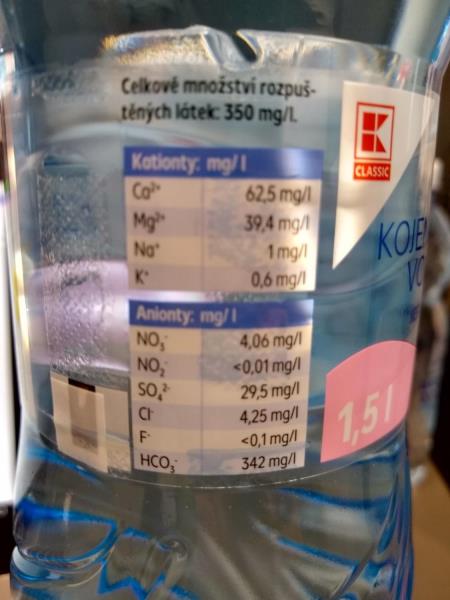 Celkové množství rozpuš-
těných látek: 350 mg/l.
K
CLASSIC
Kationty: mg/l
Ca²⁺ 62,5 mg/l
Mg²⁺ 39,4 mg/l
Na⁺ 1 mg/l
K⁺ 0,6 mg/l
Anionty: mg/l
NO₃⁻ 4,06 mg/l
NO₂⁻ <0,01 mg/l
SO₄²⁻ 29,5 mg/l
Cl⁻ 4,25 mg/l
F⁻ <0,1 mg/l
HCO₃⁻ 342 mg/l
1,5 l